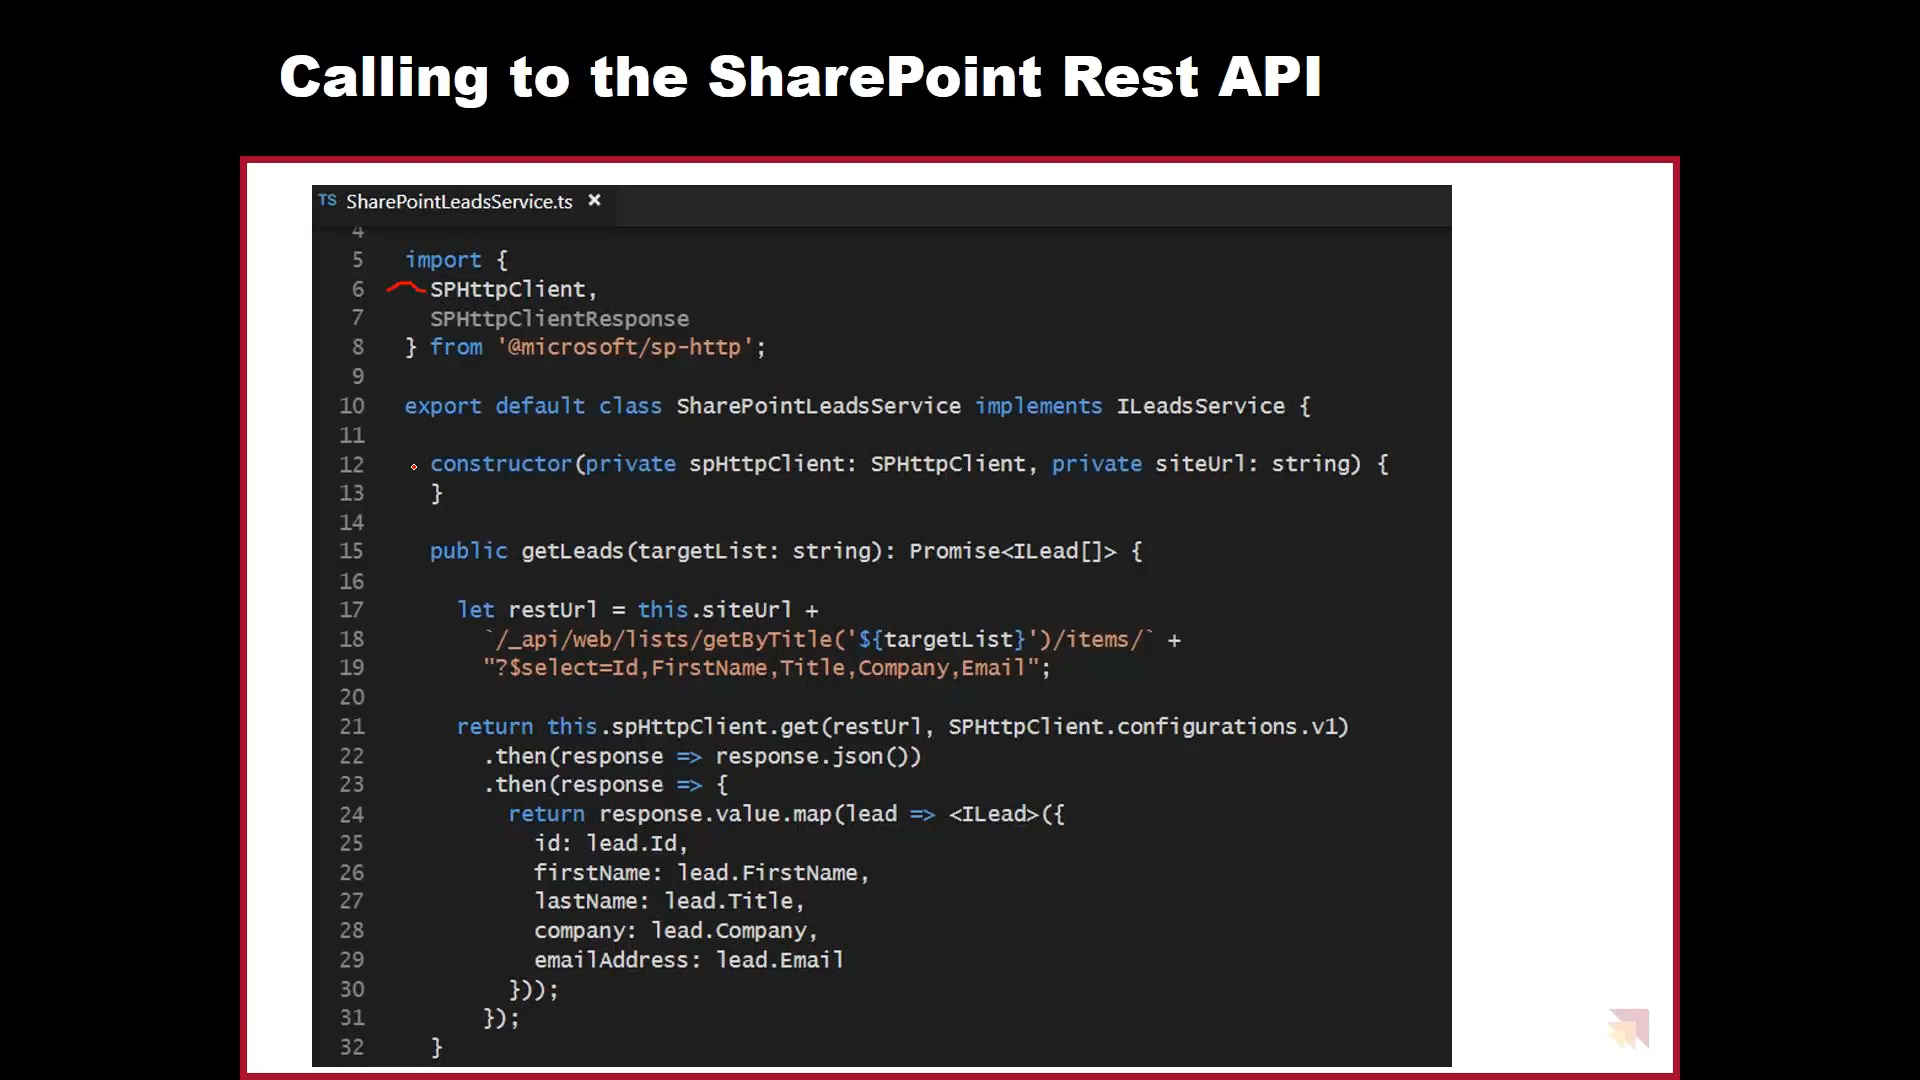 Calling to the SharePoint Rest API
TS SharePointLeadsService.ts ×
4
5 import {
6 SPHttpClient,
7 SPHttpClientResponse
8 } from '@microsoft/sp-http';
9
10 export default class SharePointLeadsService implements ILeadsService {
11
12 constructor(private spHttpClient: SPHttpClient, private siteUrl: string) {
13 }
14
15 public getLeads(targetList: string): Promise<ILead[]> {
16
17 let restUrl = this.siteUrl +
18 `/_api/web/lists/getByTitle('${targetList}')/items/` +
19 "?$select=Id,FirstName,Title,Company,Email";
20
21 return this.spHttpClient.get(restUrl, SPHttpClient.configurations.v1)
22 .then(response => response.json())
23 .then(response => {
24 return response.value.map(lead => <ILead>({
25 id: lead.Id,
26 firstName: lead.FirstName,
27 lastName: lead.Title,
28 company: lead.Company,
29 emailAddress: lead.Email
30 }));
31 });
32 }